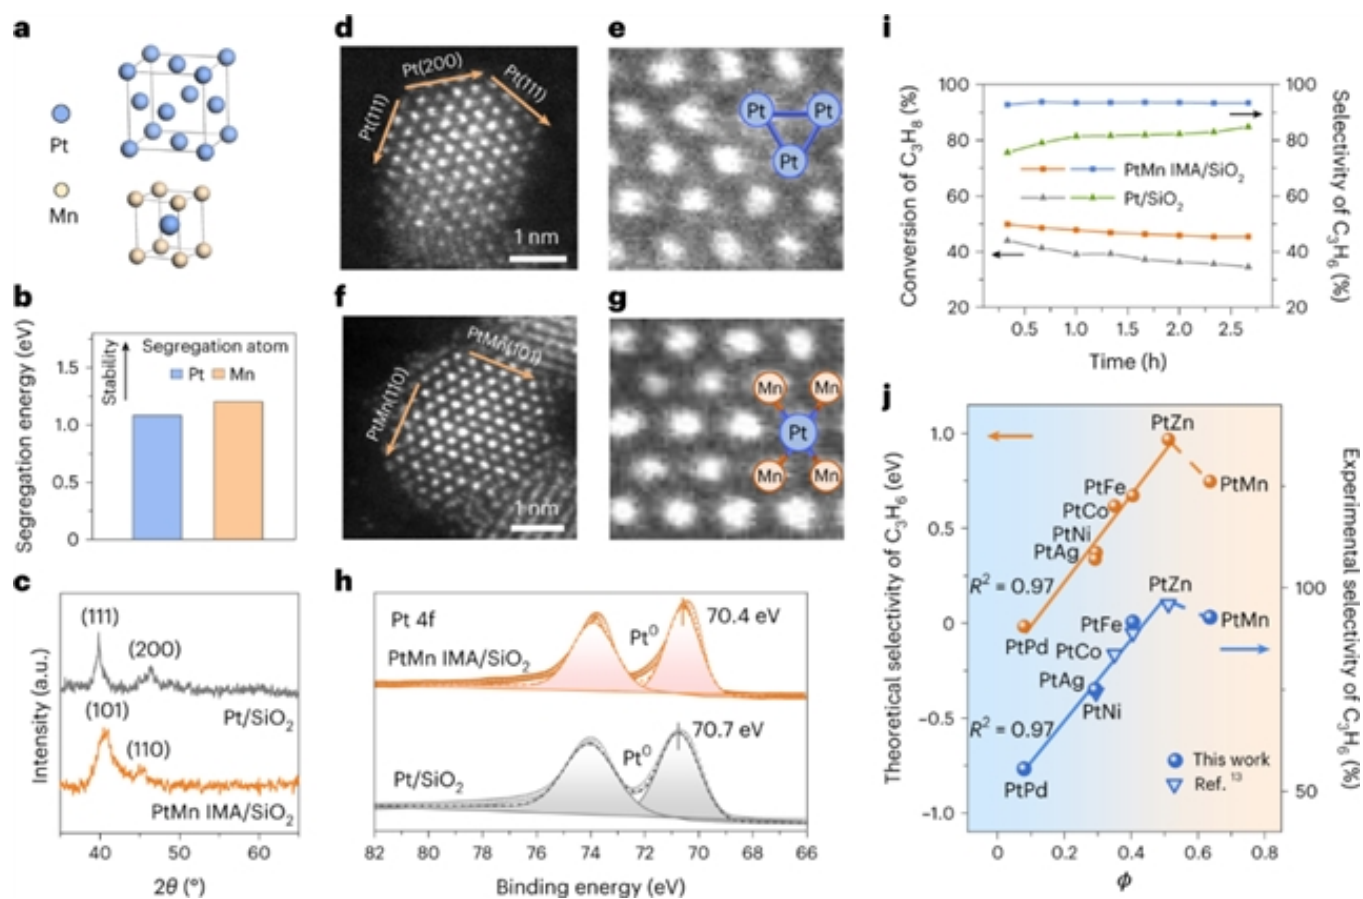 a
Pt
Mn
b
Segregation energy (eV)
1.5
1.0
0.5
0
Stability
Segregation atom
Pt Mn
c
Intensity (a.u.)
(111)
(200)
Pt/SiO2
(101)
(110)
PtMn IMA/SiO2
40 50 60
2θ (°)
d
Pt(111)
Pt(200)
Pt(111)
1 nm
e
Pt Pt
Pt
f
PtMn(110)
PtMn(101)
1 nm
g
Mn Mn
Pt
Mn Mn
h
Pt 4f
PtMn IMA/SiO2
Pt0
70.4 eV
Pt/SiO2
Pt0
70.7 eV
82 80 78 76 74 72 70 68 66
Binding energy (eV)
i
Conversion of C3H8 (%)
100
80
60
40
20
PtMn IMA/SiO2
Pt/SiO2
100
80
60
40
20
Selectivity of C3H6 (%)
0.5 1.0 1.5 2.0 2.5
Time (h)
j
Theoretical selectivity of C3H6 (eV)
1.0
0.5
0
−0.5
−1.0
PtZn
PtMn
PtFe
PtCo
PtNi
PtAg
R2 = 0.97
PtPd
PtZn
PtMn
PtFe
PtCo
PtAg
PtNi
R2 = 0.97
PtPd
This work
Ref. 13
100
50
Experimental selectivity of C3H6 (%)
0 0.2 0.4 0.6 0.8
ϕ